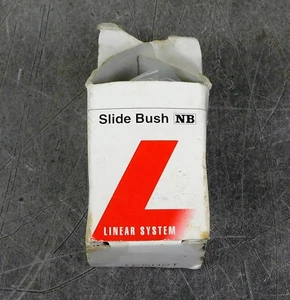 Slide Bush NB
LINEAR SYSTEM